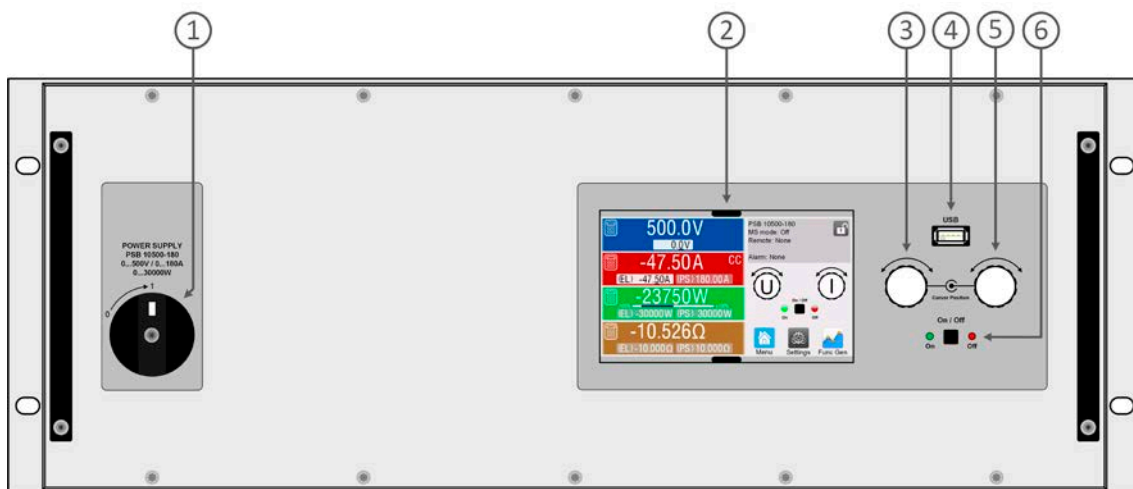 1
2
3
4
5
6
POWER SUPPLY
PSB 10500-180
0...500V / 0...180A
0...30000W
0
1
500.0V
0.0V
-47.50A
CC
(EL) -47.50A (PS) 180.00A
-23750W
(EL) -30000W (PS) 30000W
-10.526Ω
(EL) -10.000Ω (PS) 10.000Ω
PSB 10500-180
MS mode: Off
Remote: None
Alarm: None
U
I
On / Off
On
Off
Menu
Settings
Func Gen
USB
Cursor Position
On / Off
On
Off